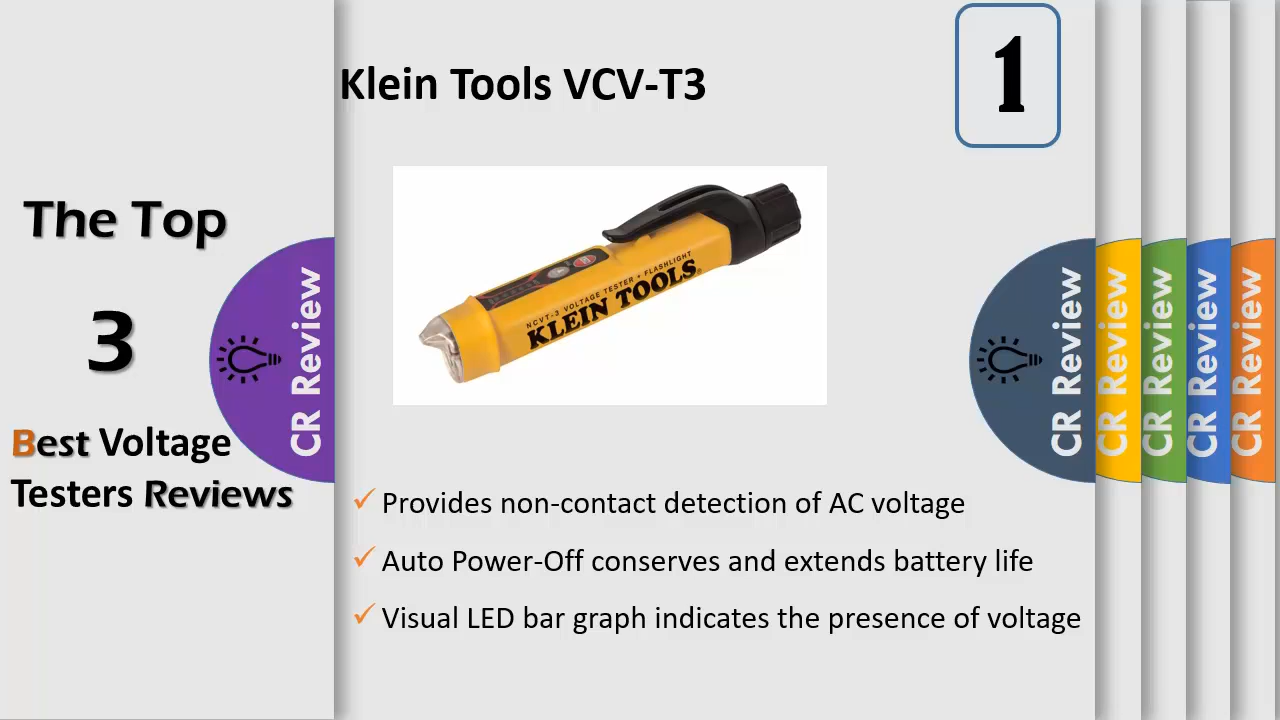 The Top
3
Best Voltage
Testers Reviews
CR Review
Klein Tools VCV-T3
1
NCVT-3 VOLTAGE TESTER + FLASHLIGHT
KLEIN TOOLS®
Provides non-contact detection of AC voltage
Auto Power-Off conserves and extends battery life
Visual LED bar graph indicates the presence of voltage
CR Review
CR Review
CR Review
CR Review
CR Review